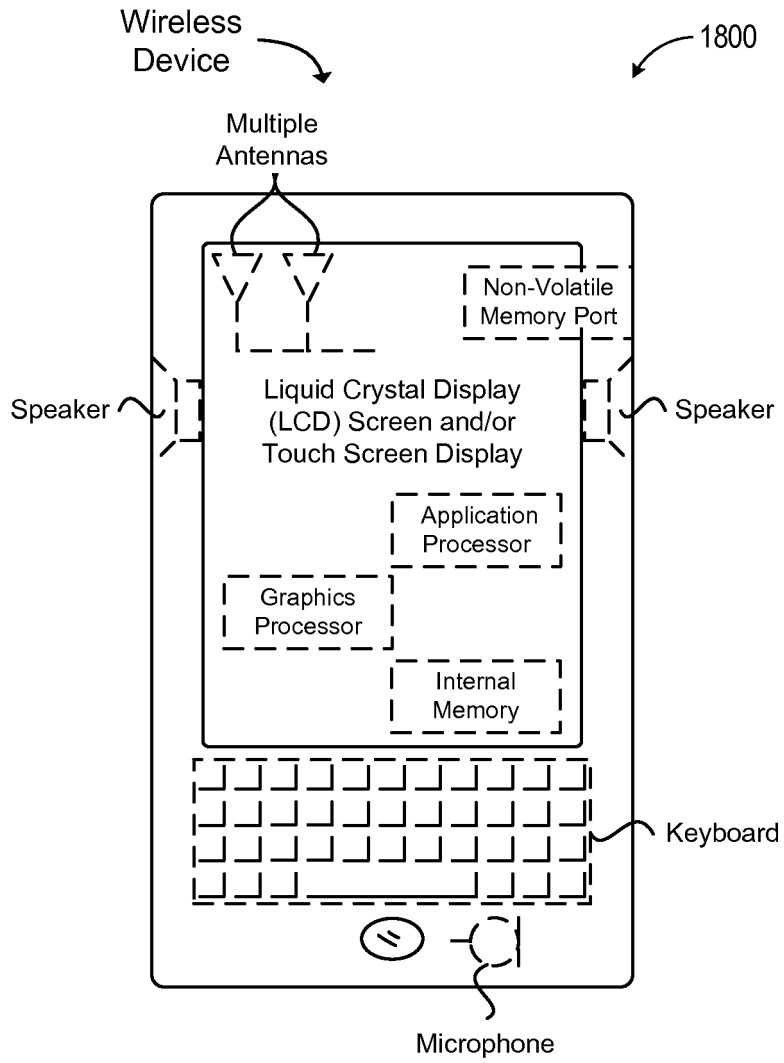 Wireless
Device
1800
Multiple
Antennas
Non-Volatile
Memory Port
Speaker
Liquid Crystal Display
(LCD) Screen and/or
Touch Screen Display
Speaker
Application
Processor
Graphics
Processor
Internal
Memory
Keyboard
Microphone